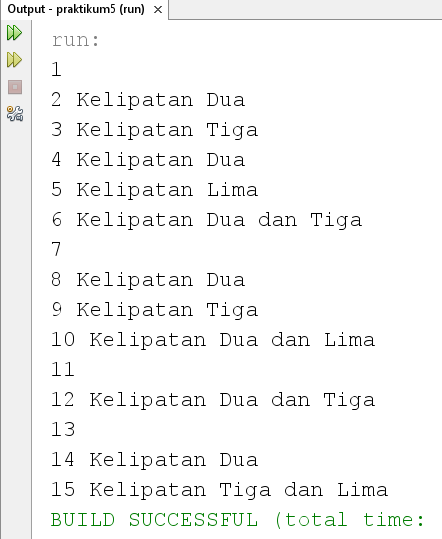 Output - praktikum5 (run) ×
run:
1
2 Kelipatan Dua
3 Kelipatan Tiga
4 Kelipatan Dua
5 Kelipatan Lima
6 Kelipatan Dua dan Tiga
7
8 Kelipatan Dua
9 Kelipatan Tiga
10 Kelipatan Dua dan Lima
11
12 Kelipatan Dua dan Tiga
13
14 Kelipatan Dua
15 Kelipatan Tiga dan Lima
BUILD SUCCESSFUL (total time: